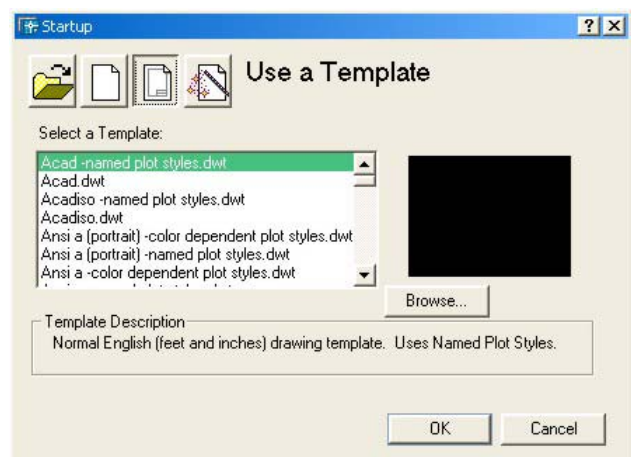 Startup
Use a Template
Select a Template:
Acad -named plot styles.dwt
Acad.dwt
Acadiso -named plot styles.dwt
Acadiso.dwt
Ansi a (portrait) -color dependent plot styles.dwt
Ansi a (portrait) -named plot styles.dwt
Ansi a -color dependent plot styles.dwt
Browse...
Template Description
Normal English (feet and inches) drawing template. Uses Named Plot Styles.
OK
Cancel